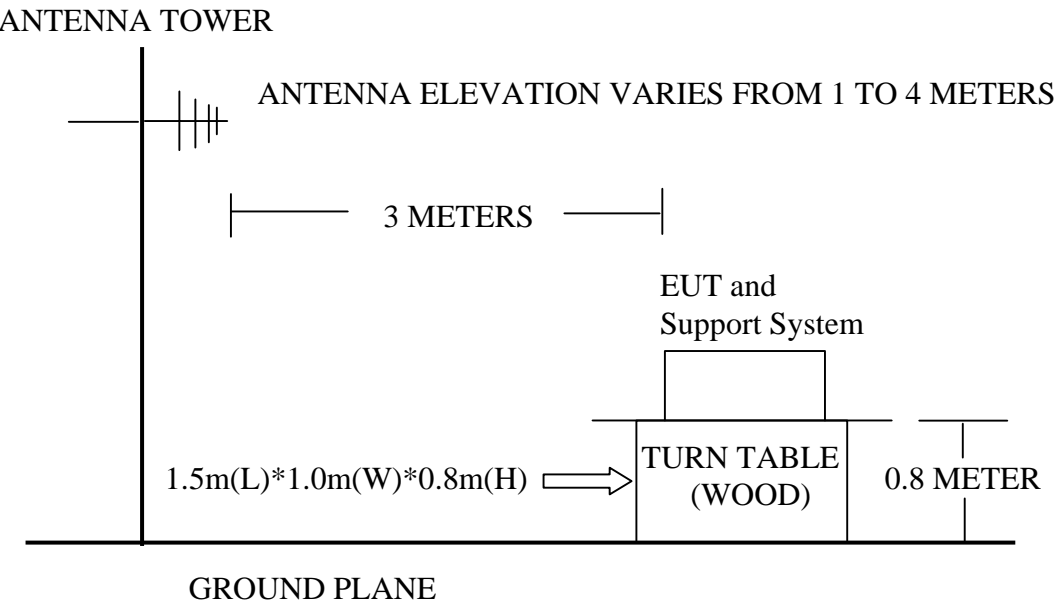 ANTENNA TOWER
ANTENNA ELEVATION VARIES FROM 1 TO 4 METERS
3 METERS
EUT and
Support System
1.5m(L)*1.0m(W)*0.8m(H)
TURN TABLE
(WOOD)
0.8 METER
GROUND PLANE